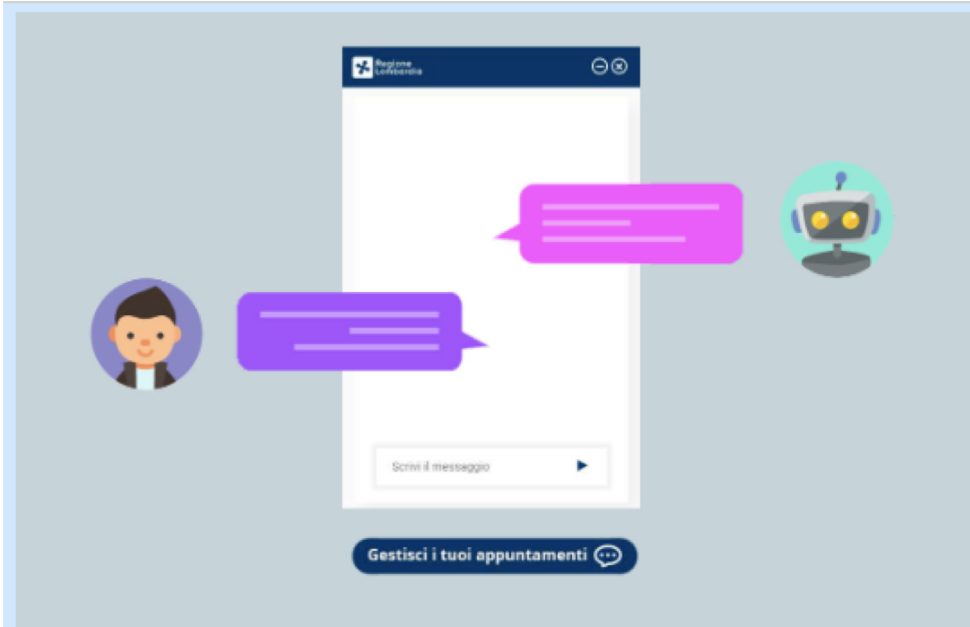 Regione
Lombardia
Scrivi il messaggio
Gestisci i tuoi appuntamenti